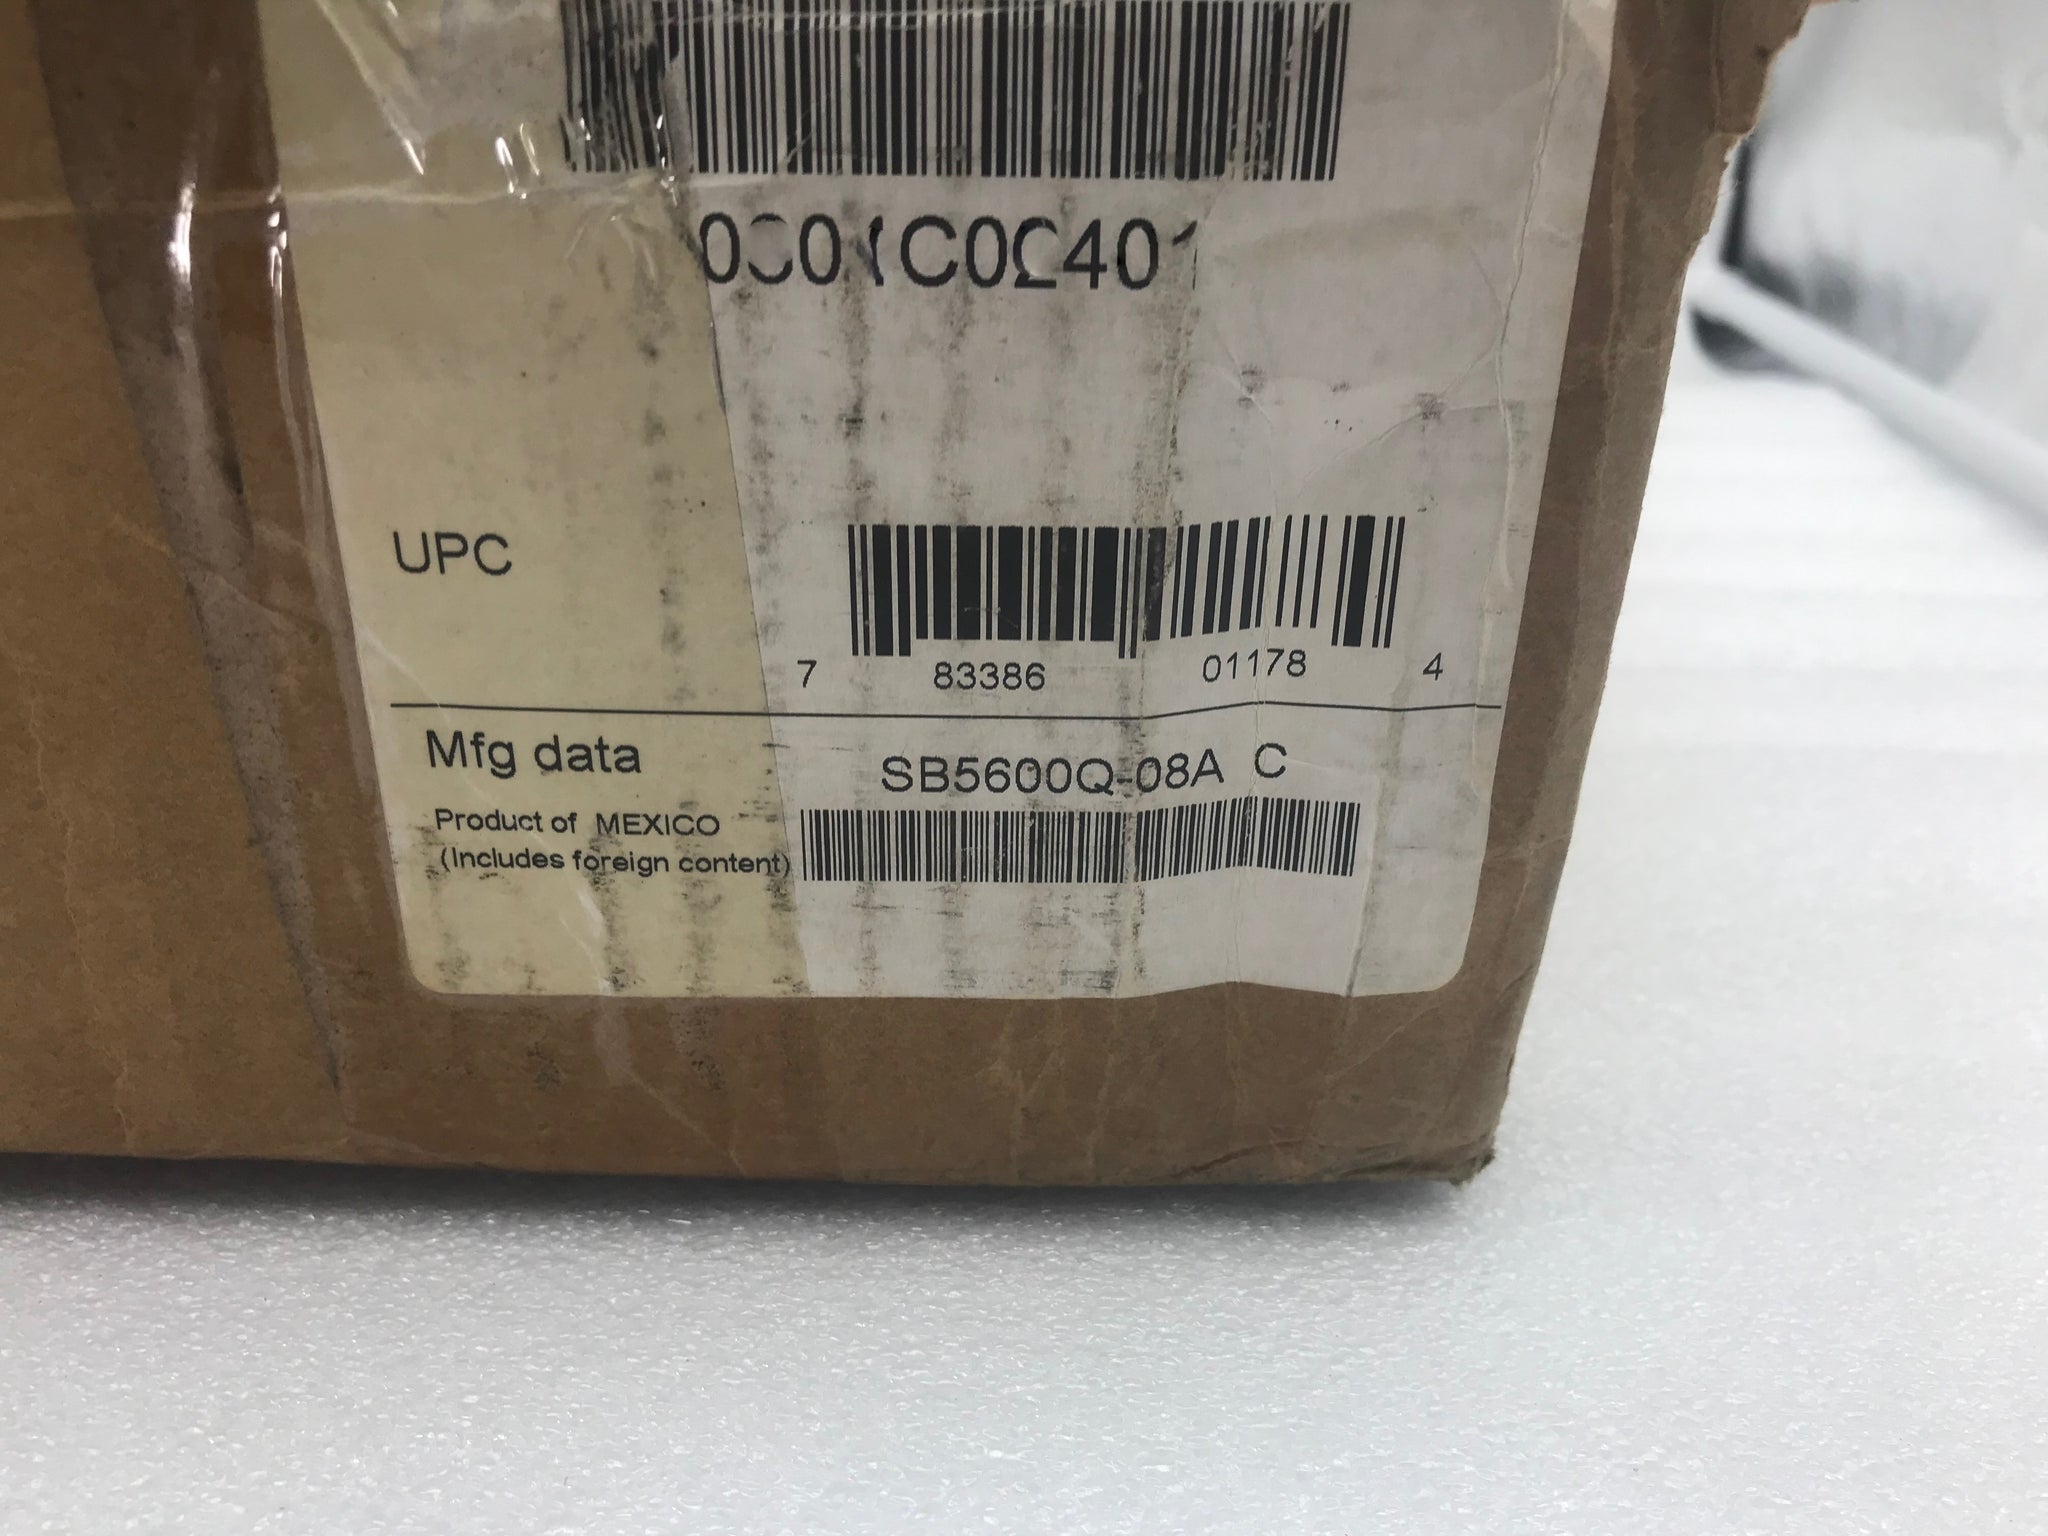 UPC
7 83386 01178 4
Mfg data SB5600Q-08A C
Product of MEXICO
(Includes foreign content)